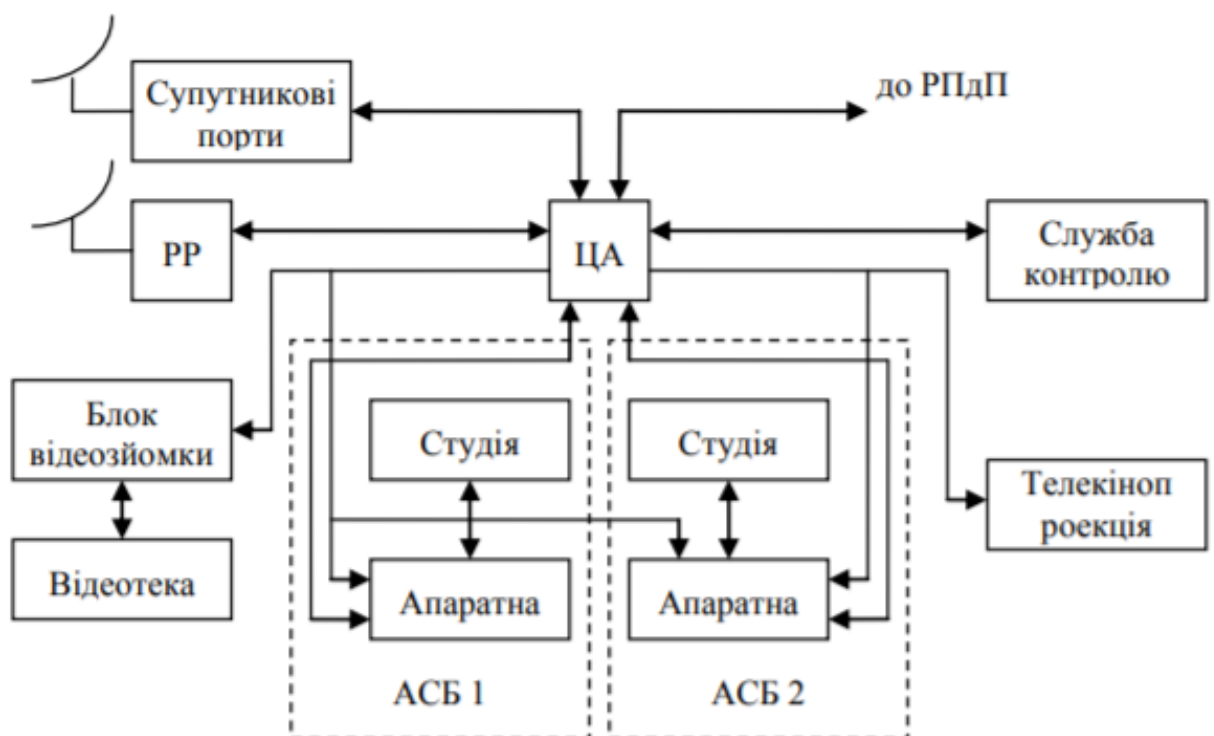 Супутникові
порти
до РПдП
РР
ЦА
Служба
контролю
Блок
відеозйомки
Студія
Студія
Телекіноп
роекція
Відеотека
Апаратна
Апаратна
АСБ 1
АСБ 2